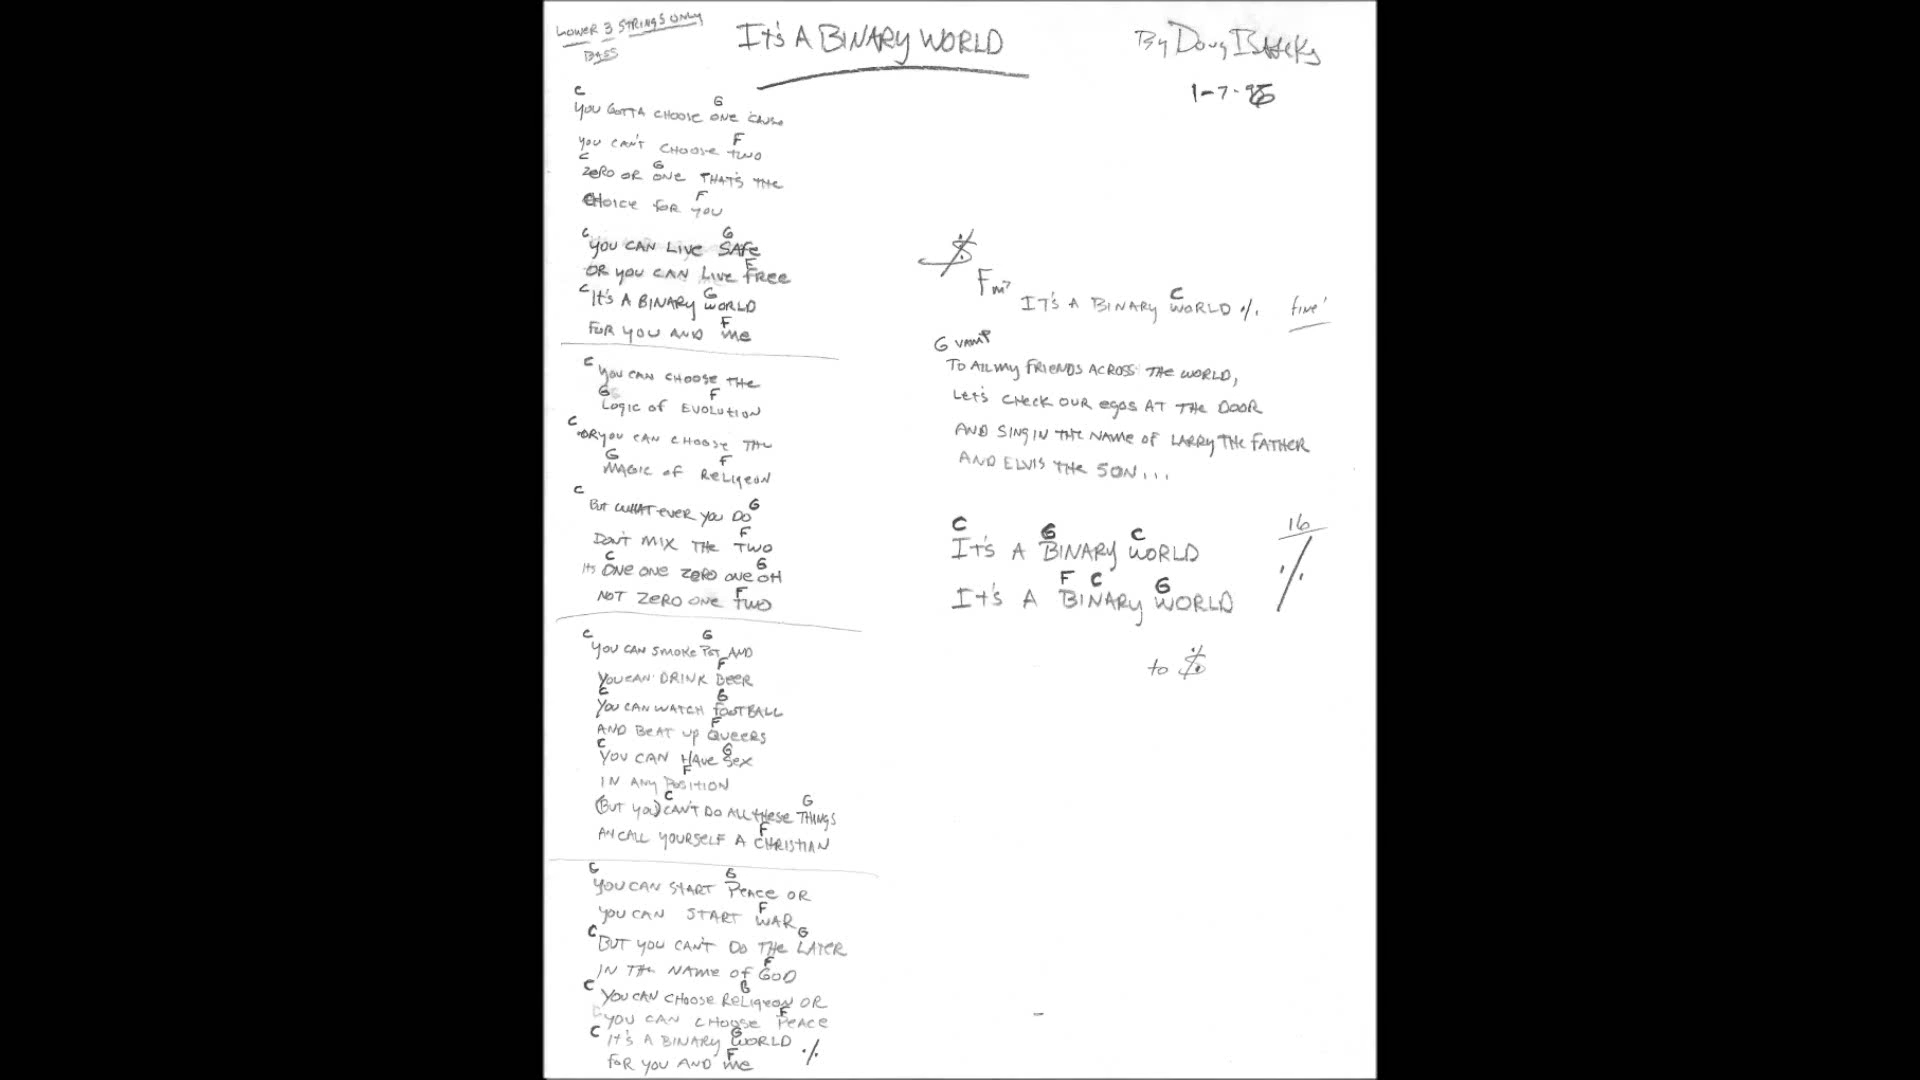 LOWER 3 STRINGS ONLY
BASS
IT'S A BINARY WORLD
By Doug
1-7-95
C G
YOU GOTTA CHOOSE ONE 'CAUSE
F
YOU CAN'T CHOOSE TWO
C G
ZERO OR ONE THAT'S THE
F
CHOICE FOR YOU
C G
YOU CAN LIVE SAFE
F
OR YOU CAN LIVE FREE
C G
IT'S A BINARY WORLD
F
FOR YOU AND ME
C
YOU CAN CHOOSE THE
G F
LOGIC OF EVOLUTION
C
OR YOU CAN CHOOSE THE
G F
MAGIC OF RELIGEON
C G
BUT WHAT EVER YOU DO
F
DON'T MIX THE TWO
C G
ITS ONE ONE ZERO ONE OH
F
NOT ZERO ONE TWO
C G
YOU CAN SMOKE POT AND
F
YOU CAN DRINK BEER
C G
YOU CAN WATCH FOOTBALL
F
AND BEAT UP QUEERS
C G
YOU CAN HAVE SEX
F
IN ANY POSITION
C G
(BUT YOU) CAN'T DO ALL THESE THINGS
F
AN CALL YOURSELF A CHRISTIAN
C G
YOU CAN START PEACE OR
F
YOU CAN START WAR
C G
BUT YOU CAN'T DO THE LATER
F
IN THE NAME OF GOD
C G
YOU CAN CHOOSE RELIGEON OR
F
YOU CAN CHOOSE PEACE
C G
IT'S A BINARY WORLD
F
FOR YOU AND ME ٪
Fm7 C
IT'S A BINARY WORLD ٪ fine'
G VAMP
TO ALL MY FRIENDS ACROSS THE WORLD,
LET'S CHECK OUR EGOS AT THE DOOR
AND SING IN THE NAME OF LARRY THE FATHER
AND ELVIS THE SON...
C G C 16
IT'S A BINARY WORLD
F C G
IT'S A BINARY WORLD
to